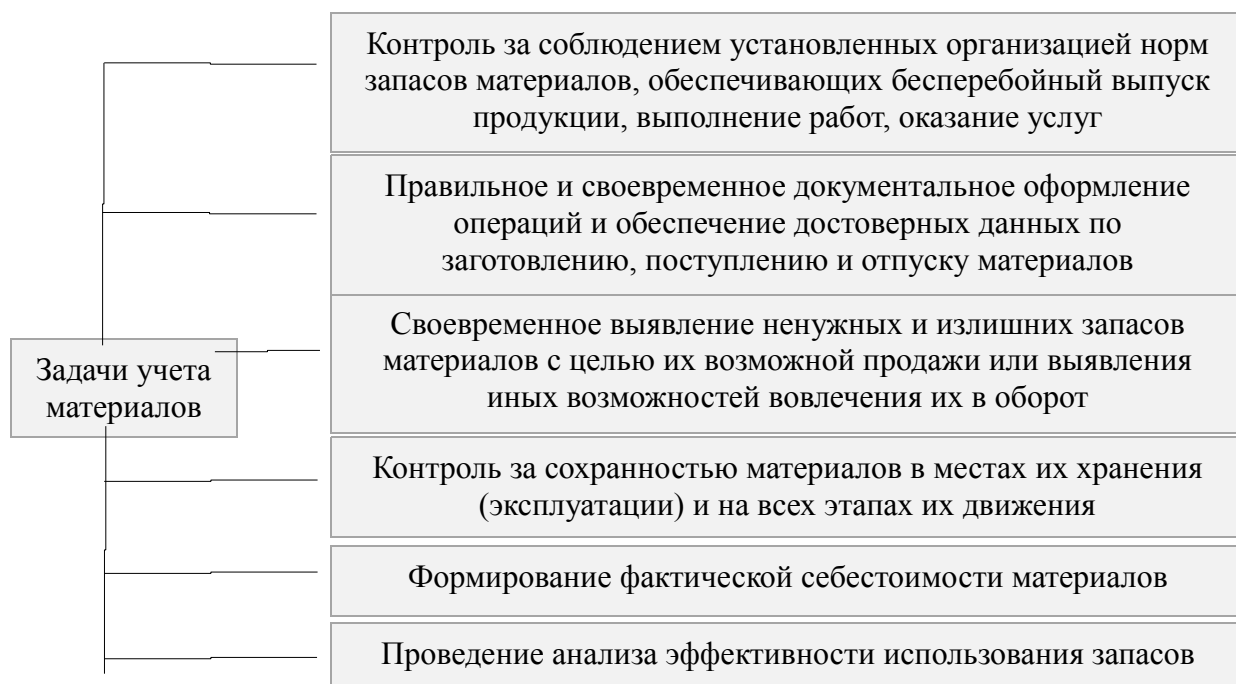 Контроль за соблюдением установленных организацией норм
запасов материалов, обеспечивающих бесперебойный выпуск
продукции, выполнение работ, оказание услуг
Правильное и своевременное документальное оформление
операций и обеспечение достоверных данных по
заготовлению, поступлению и отпуску материалов
Задачи учета
материалов
Своевременное выявление ненужных и излишних запасов
материалов с целью их возможной продажи или выявления
иных возможностей вовлечения их в оборот
Контроль за сохранностью материалов в местах их хранения
(эксплуатации) и на всех этапах их движения
Формирование фактической себестоимости материалов
Проведение анализа эффективности использования запасов